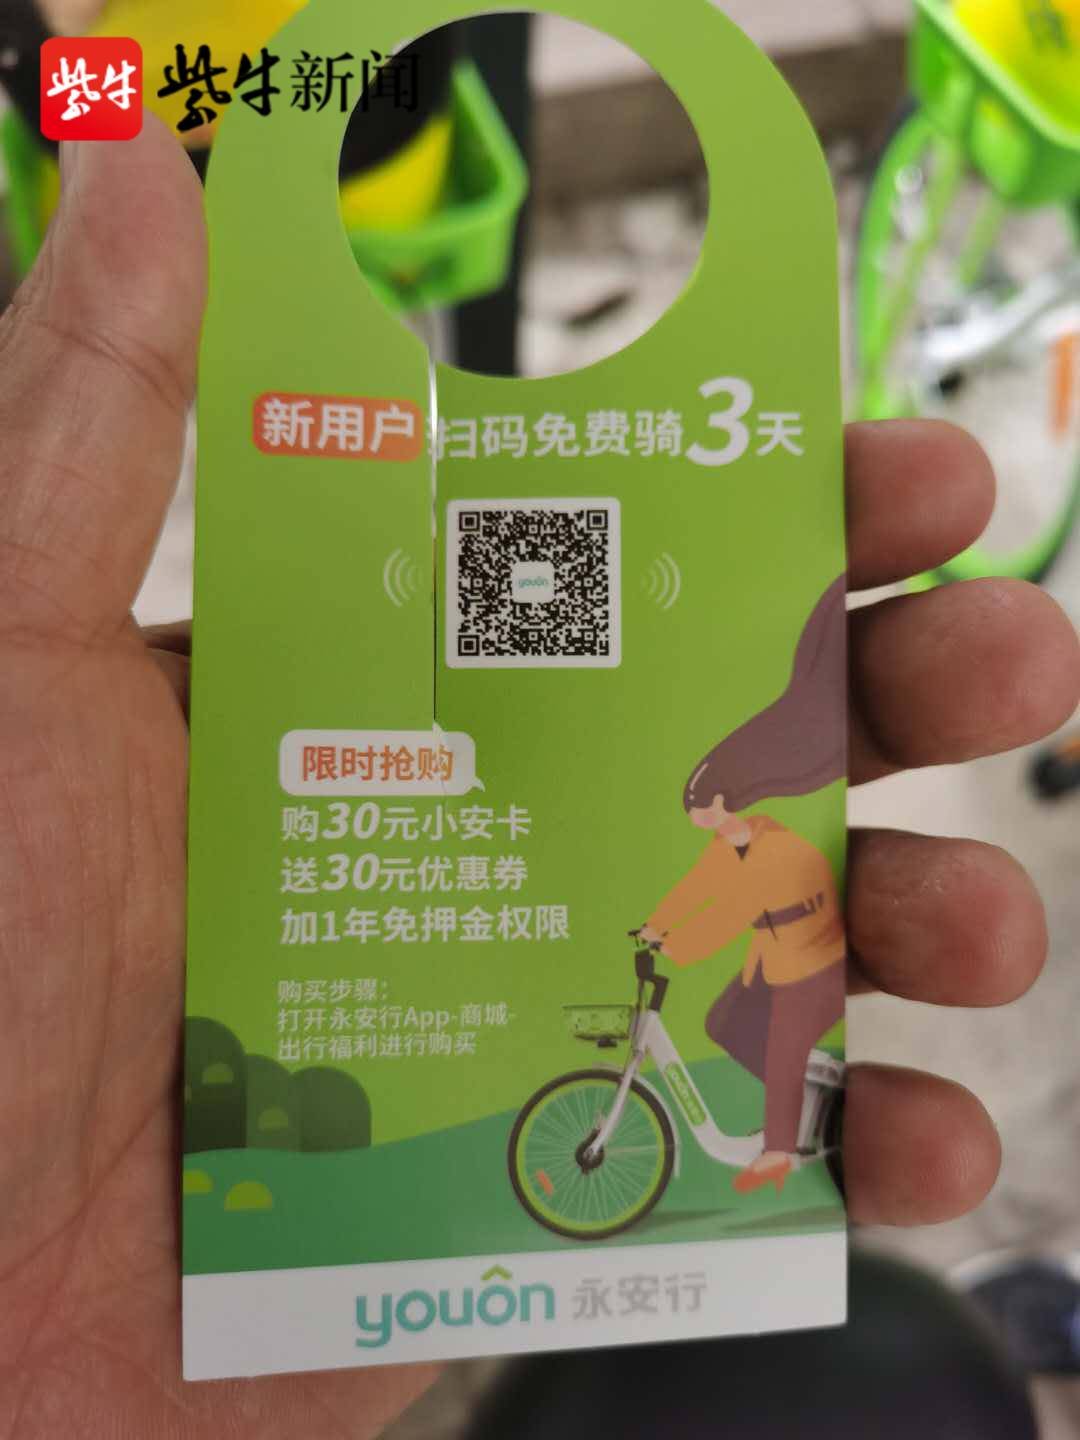 紫牛 紫牛新闻
新用户 扫码免费骑3天
youôn
限时抢购
购30元小安卡
送30元优惠券
加1年免押金权限
购买步骤：
打开永安行App-商城-
出行福利进行购买
youôn 永安行